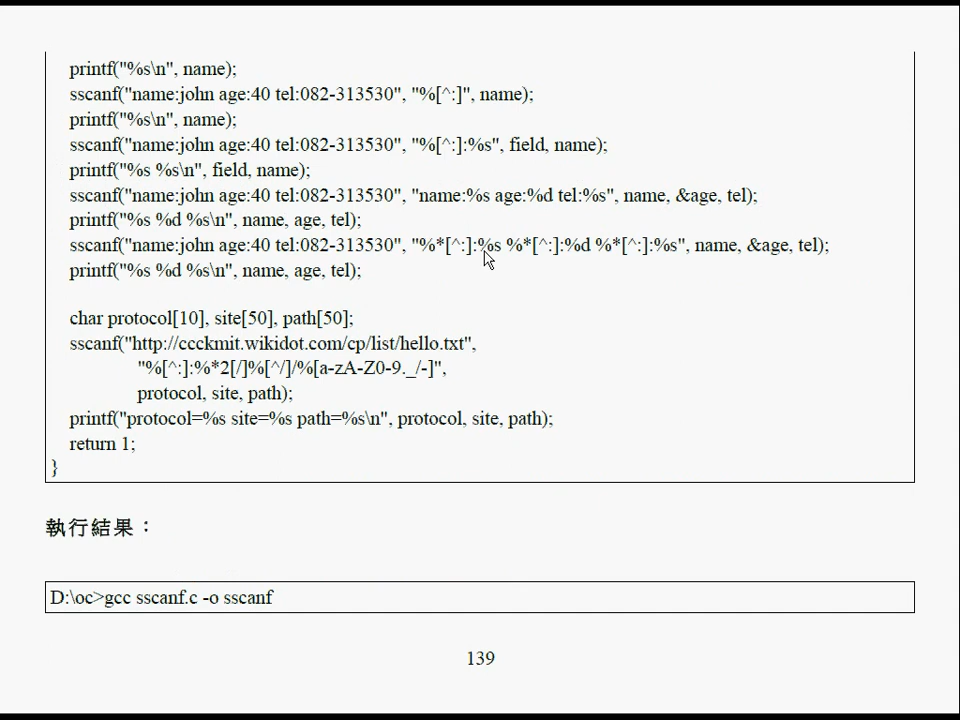 printf("%s\n", name);
sscanf("name:john age:40 tel:082-313530", "%[^:]", name);
printf("%s\n", name);
sscanf("name:john age:40 tel:082-313530", "%[^:]:%s", field, name);
printf("%s %s\n", field, name);
sscanf("name:john age:40 tel:082-313530", "name:%s age:%d tel:%s", name, &age, tel);
printf("%s %d %s\n", name, age, tel);
sscanf("name:john age:40 tel:082-313530", "%*[^:]:%s %*[^:]:%d %*[^:]:%s", name, &age, tel);
printf("%s %d %s\n", name, age, tel);
char protocol[10], site[50], path[50];
sscanf("http://ccckmit.wikidot.com/cp/list/hello.txt",
"%[^:]:%*2[/]%[^/]/%[a-zA-Z0-9._/-]",
protocol, site, path);
printf("protocol=%s site=%s path=%s\n", protocol, site, path);
return 1;
}
執行結果：
D:\oc>gcc sscanf.c -o sscanf
139